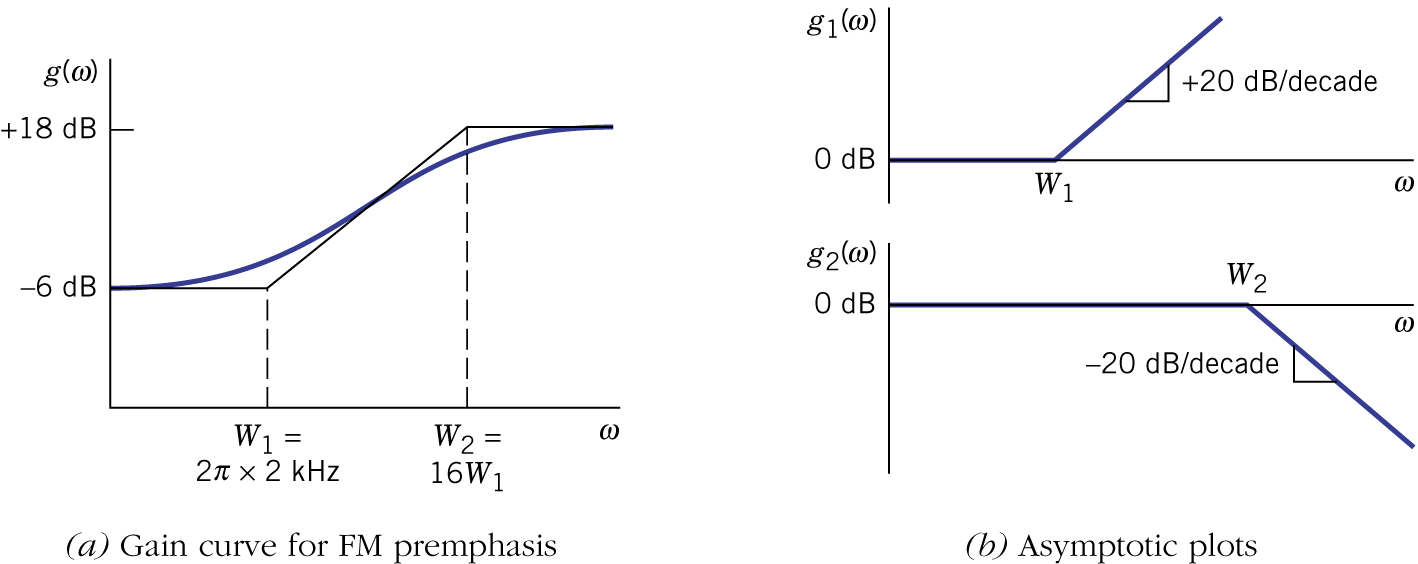 g(ω)
+18 dB
–6 dB
W₁ =
2π × 2 kHz
W₂ =
16W₁
ω
(a) Gain curve for FM premphasis
g₁(ω)
+20 dB/decade
0 dB
W₁
ω
g₂(ω)
W₂
0 dB
ω
–20 dB/decade
(b) Asymptotic plots